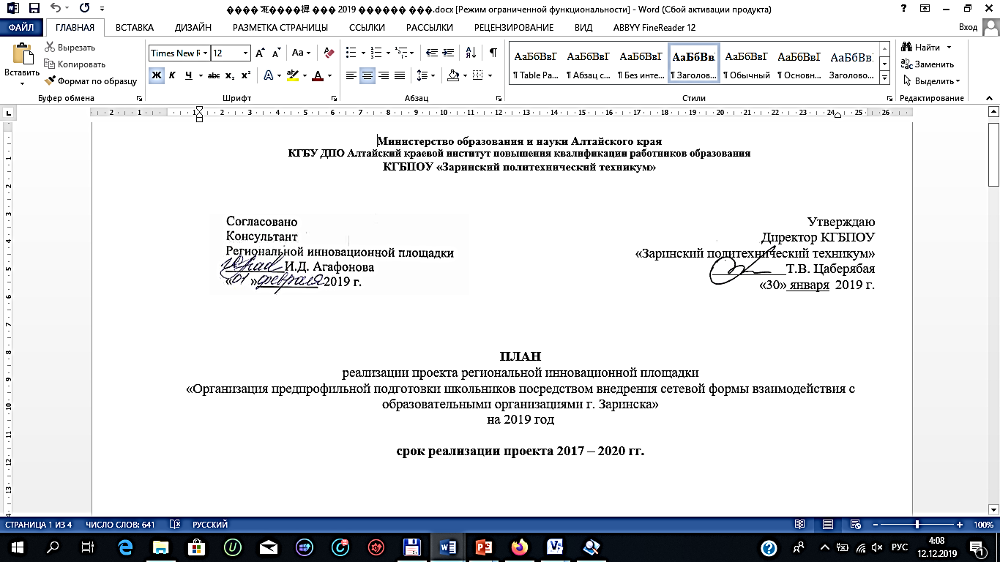 2019 .docx [Режим ограниченной функциональности] - Word (Сбой активации продукта)
ФАЙЛ ГЛАВНАЯ ВСТАВКА ДИЗАЙН РАЗМЕТКА СТРАНИЦЫ ССЫЛКИ РАССЫЛКИ РЕЦЕНЗИРОВАНИЕ ВИД ABBYY FineReader 12 Вход
Вставить
Вырезать
Копировать
Формат по образцу
Буфер обмена
Times New R 12
Ж К Ч abc x₂ x²
Шрифт
Абзац
АаБбВвГ АаБбВвГ АаБбВвГ АаБбВв АаБбВвГ АаБбВвГ АаБбВвГ
¶ Table Pa... ¶ Абзац с... ¶ Без инте... ¶ Заголов... ¶ Обычный ¶ Основн... Заголово...
Стили
Найти
Заменить
Выделить
Редактирование
2 1 1 2 3 4 5 6 7 8 9 10 11 12 13 14 15 16 17 18 19 20 21 22 23 24 25 26
Министерство образования и науки Алтайского края
КГБУ ДПО Алтайский краевой институт повышения квалификации работников образования
КГБПОУ «Заринский политехнический техникум»
Согласовано
Консультант
Региональной инновационной площадки
И.Д. Агафонова
«01» февраля 2019 г.
Утверждаю
Директор КГБПОУ
«Заринский политехнический техникум»
Т.В. Цаберябая
«30» января 2019 г.
ПЛАН
реализации проекта региональной инновационной площадки
«Организация предпрофильной подготовки школьников посредством внедрения сетевой формы взаимодействия с
образовательными организациями г. Заринска»
на 2019 год
срок реализации проекта 2017 – 2020 гг.
СТРАНИЦА 1 ИЗ 4 ЧИСЛО СЛОВ: 641 РУССКИЙ 100%
РУС
4:08
12.12.2019